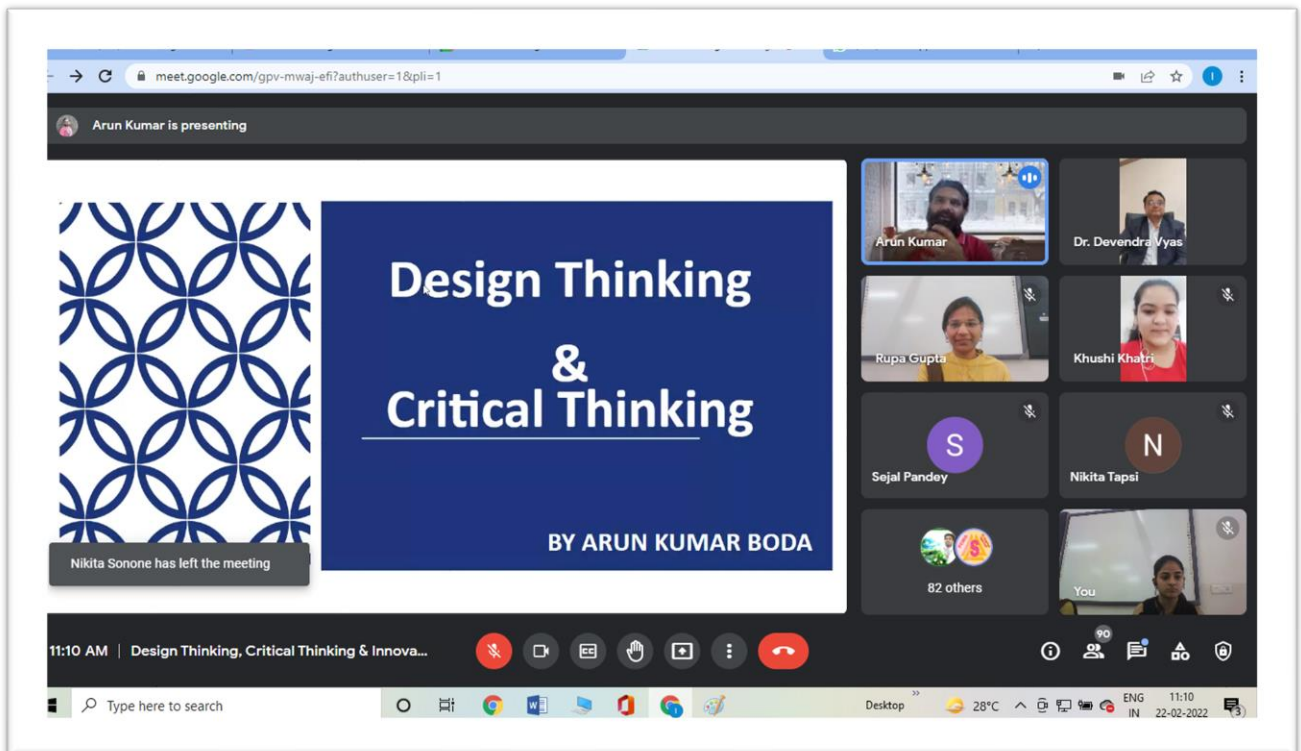 meet.google.com/gpv-mwaj-efi?authuser=1&pli=1
I
Arun Kumar is presenting
Design Thinking
&
Critical Thinking
BY ARUN KUMAR BODA
Nikita Sonone has left the meeting
Arun Kumar
Dr. Devendra Vyas
Rupa Gupta
Khushi Khatri
S
Sejal Pandey
N
Nikita Tapsi
S
82 others
You
11:10 AM | Design Thinking, Critical Thinking & Innova...
CC
90
Type here to search
Desktop
28°C
ENG
IN
11:10
22-02-2022
3